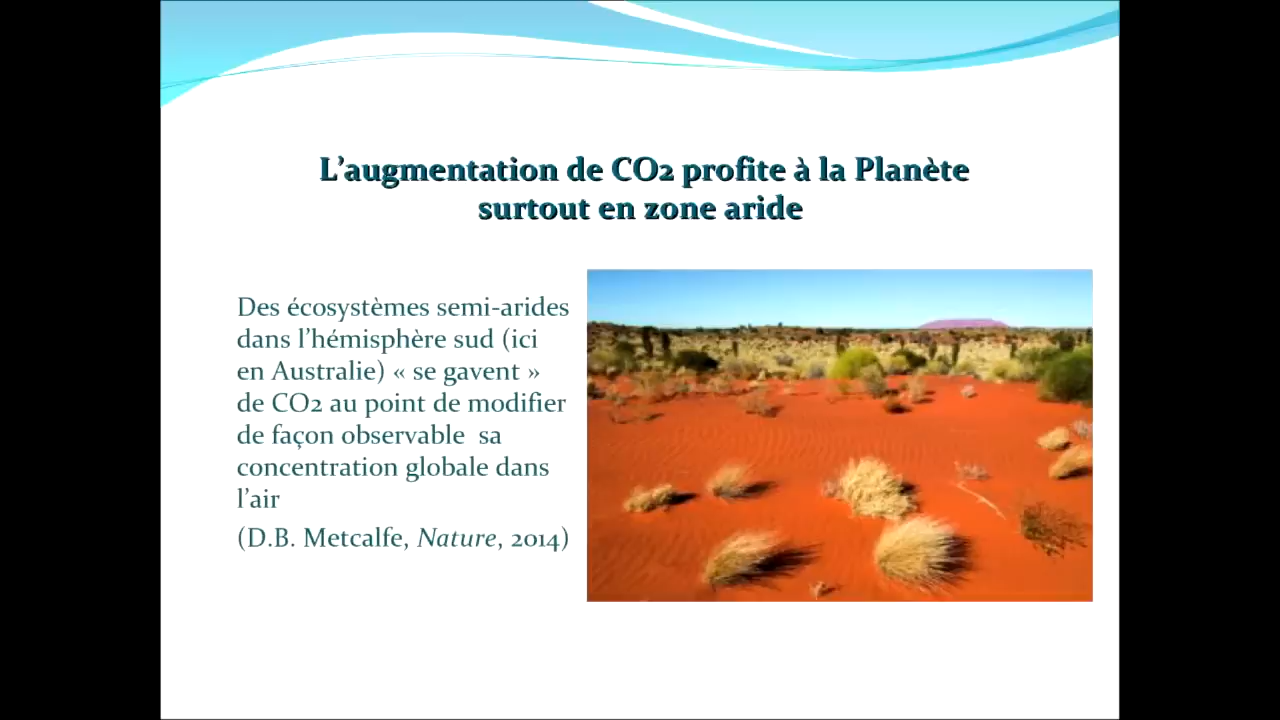 L’augmentation de CO2 profite à la Planète
surtout en zone aride
Des écosystèmes semi-arides
dans l’hémisphère sud (ici
en Australie) « se gavent »
de CO2 au point de modifier
de façon observable  sa
concentration globale dans
l’air
(D.B. Metcalfe, Nature, 2014)